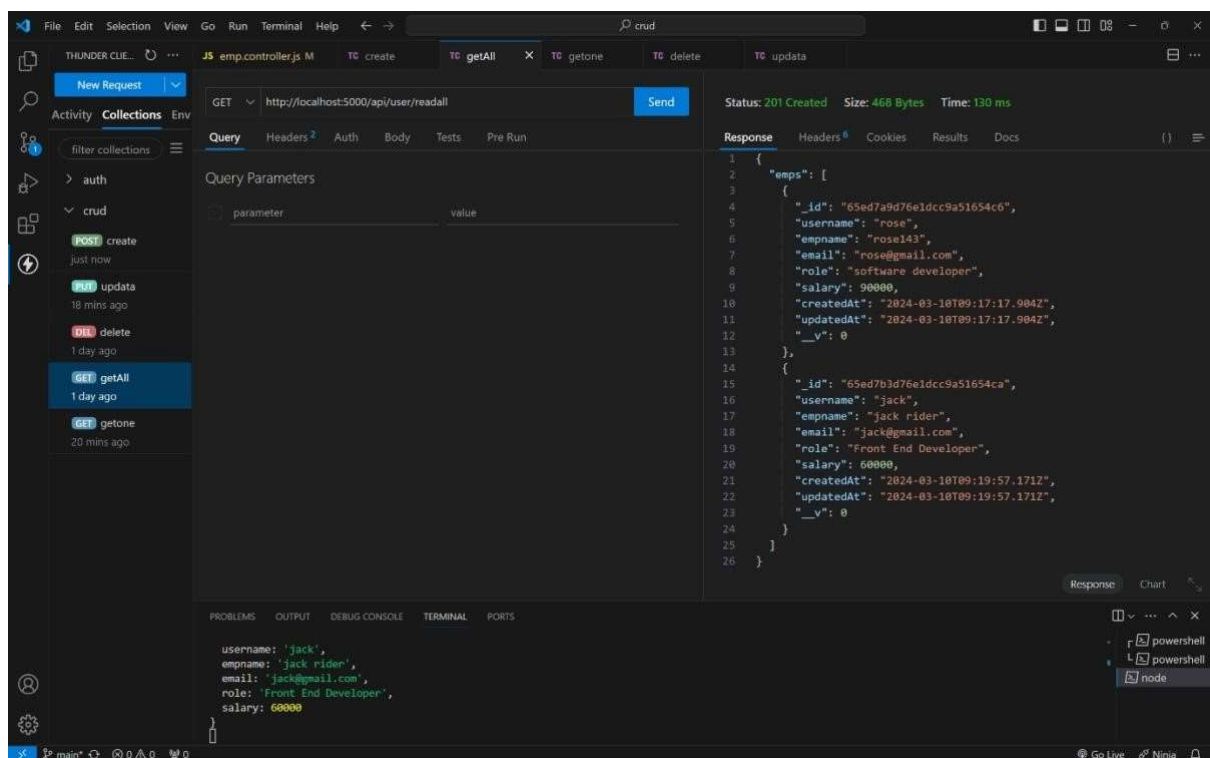 File Edit Selection View Go Run Terminal Help ← → crud
THUNDER CLIE... ···
New Request
Activity Collections Env
filter collections
> auth
crud
POST create
just now
PUT updata
18 mins ago
DEL delete
1 day ago
GET getAll
1 day ago
GET getone
20 mins ago
JS emp.controller.js M TC create TC getAll × TC getone TC delete TC updata
GET http://localhost:5000/api/user/readall Send
Query Headers 2 Auth Body Tests Pre Run
Query Parameters
parameter value
Status: 201 Created Size: 468 Bytes Time: 130 ms
Response Headers 6 Cookies Results Docs {}
1 {
2 "emps": [
3 {
4 "_id": "65ed7a9d76e1dcc9a51654c6",
5 "username": "rose",
6 "empname": "rose143",
7 "email": "rose@gmail.com",
8 "role": "software developer",
9 "salary": 90000,
10 "createdAt": "2024-03-10T09:17:17.904Z",
11 "updatedAt": "2024-03-10T09:17:17.904Z",
12 "__v": 0
13 },
14 {
15 "_id": "65ed7b3d76e1dcc9a51654ca",
16 "username": "jack",
17 "empname": "jack rider",
18 "email": "jack@gmail.com",
19 "role": "Front End Developer",
20 "salary": 60000,
21 "createdAt": "2024-03-10T09:19:57.171Z",
22 "updatedAt": "2024-03-10T09:19:57.171Z",
23 "__v": 0
24 }
25 ]
26 }
Response Chart
PROBLEMS OUTPUT DEBUG CONSOLE TERMINAL PORTS
username: 'jack',
empname: 'jack rider',
email: 'jack@gmail.com',
role: 'Front End Developer',
salary: 60000
}
powershell
powershell
node
main* 0 0 0 Go Live Ninja